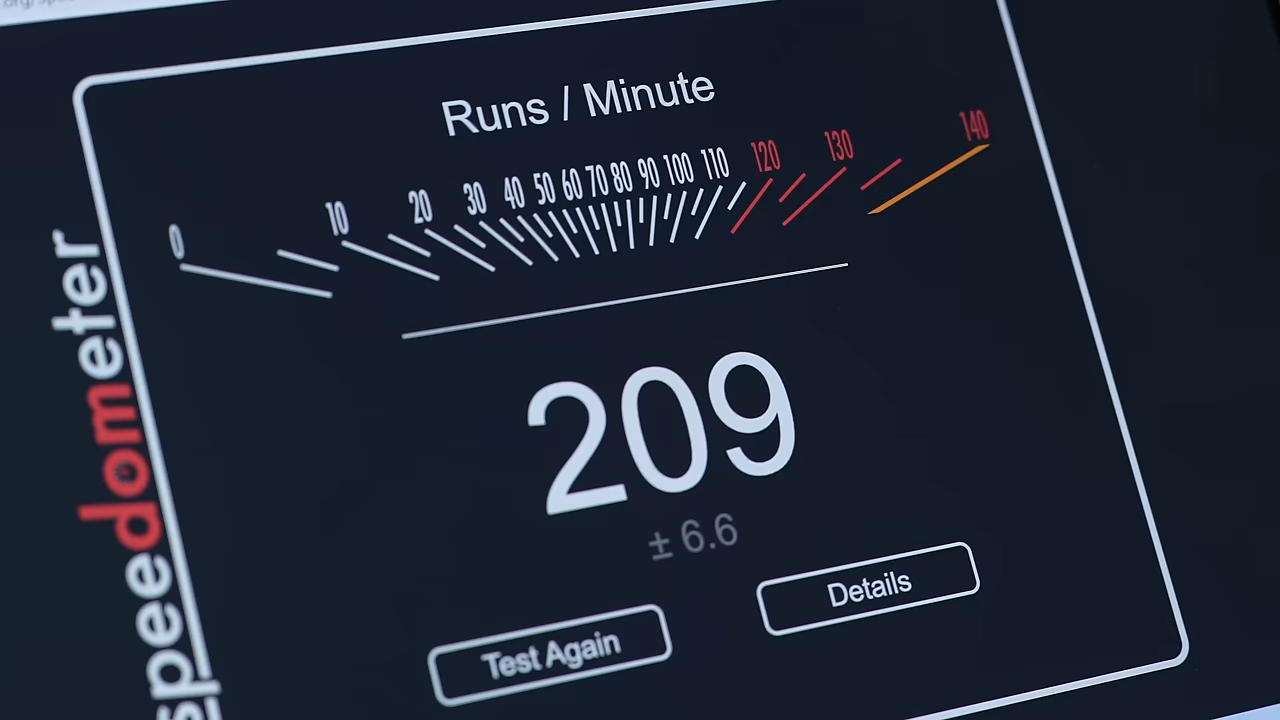 Runs / Minute
0 10 20 30 40 50 60 70 80 90 100 110 120 130 140
209
± 6.6
Test Again
Details
speedometer